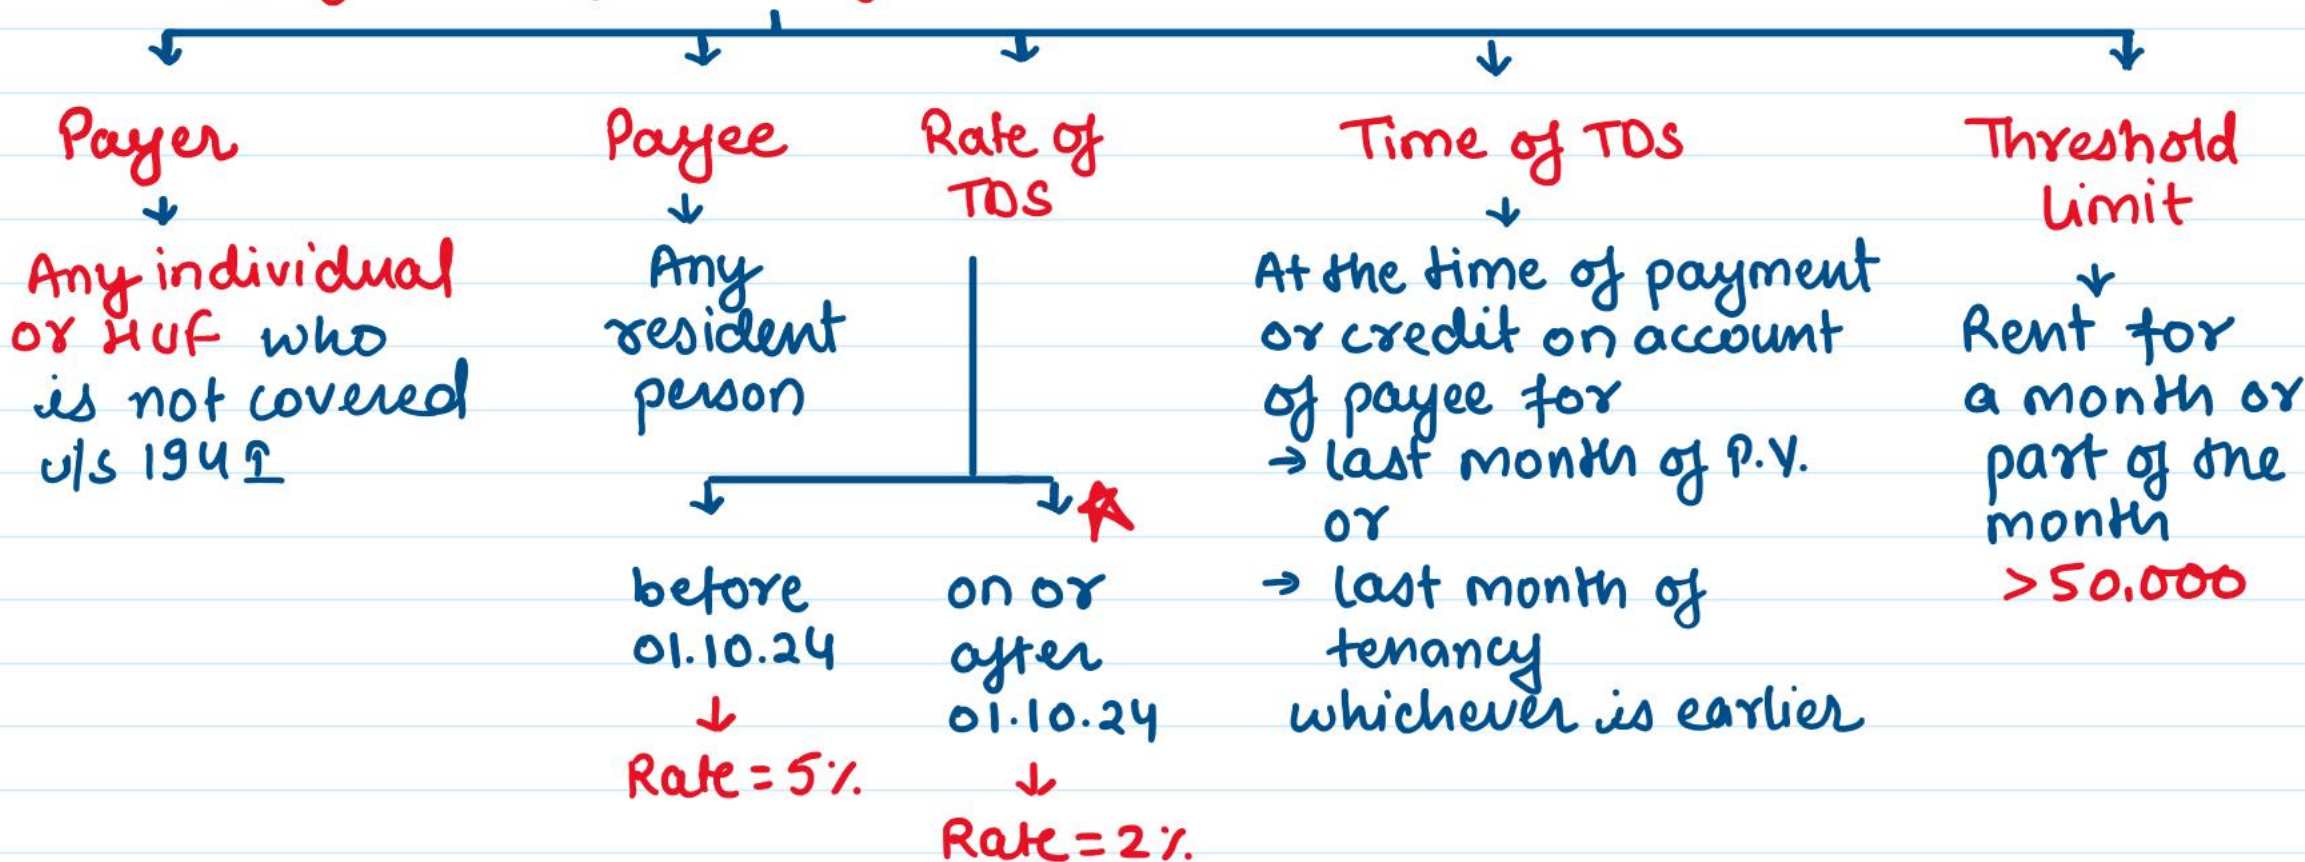 Payer
Any individual
or HUF who
is not covered
u/s 194I
Payee
Any
resident
person
Rate of
TDS
before
01.10.24
Rate = 5%
on or
after
01.10.24
Rate = 2%
Time of TDS
At the time of payment
or credit on account
of payee for
→ last month of P.Y.
or
→ last month of
tenancy
whichever is earlier
Threshold
Limit
Rent for
a month or
part of the
month
>50,000